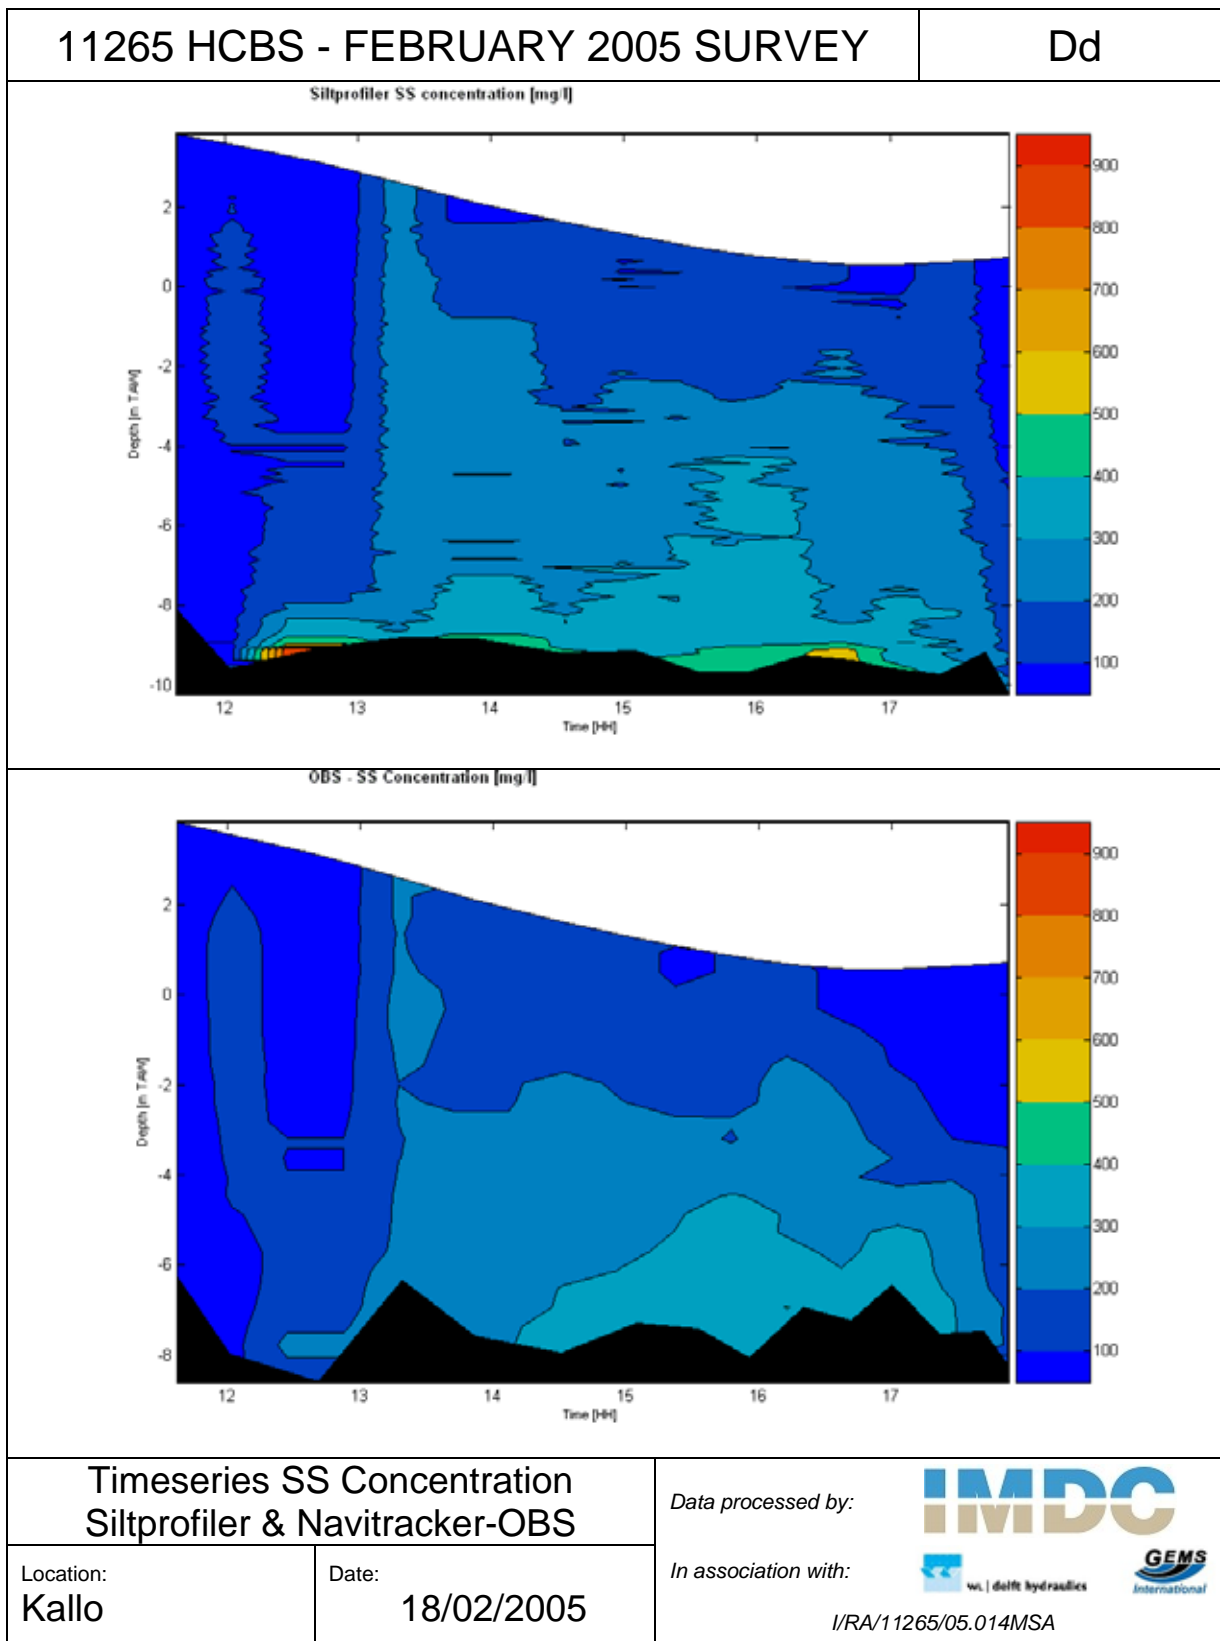 11265 HCBS - FEBRUARY 2005 SURVEY
Dd
Siltprofiler SS concentration [mg/l]
2
0
-2
-4
-6
-8
-10
Depth [m TAW]
12 13 14 15 16 17
Time [HH]
900
800
700
600
500
400
300
200
100
OBS - SS Concentration [mg/l]
2
0
-2
-4
-6
-8
Depth [m TAW]
12 13 14 15 16 17
Time [HH]
900
800
700
600
500
400
300
200
100
Timeseries SS Concentration
Siltprofiler & Navitracker-OBS
Location:
Kallo
Date:
18/02/2005
Data processed by:
IMDC
In association with:
wl | delft hydraulics
GEMS
International
I/RA/11265/05.014MSA